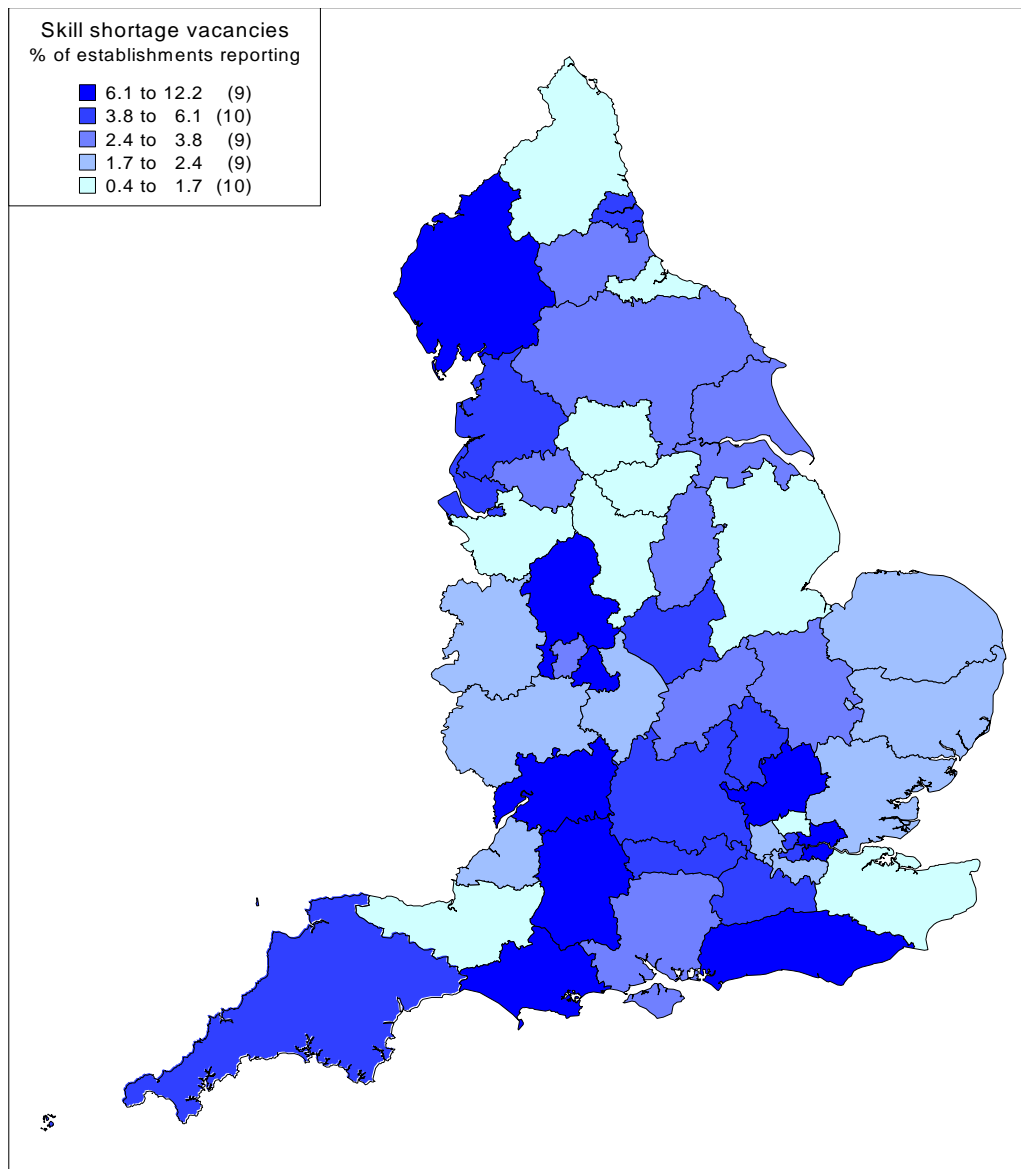 Skill shortage vacancies
% of establishments reporting
6.1 to 12.2 (9)
3.8 to 6.1 (10)
2.4 to 3.8 (9)
1.7 to 2.4 (9)
0.4 to 1.7 (10)